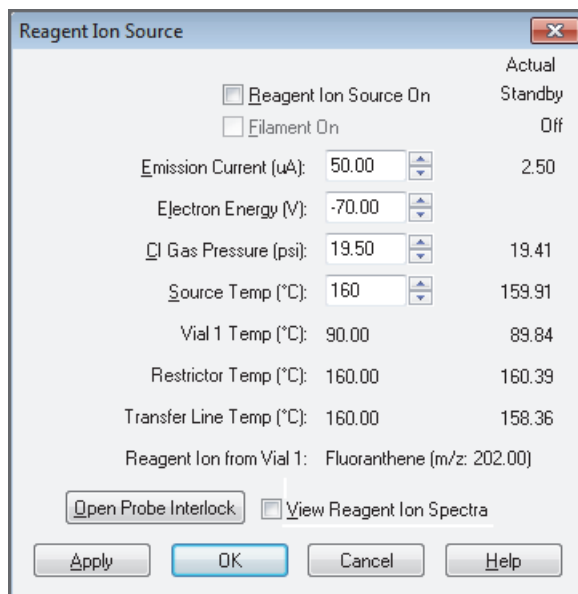 Reagent Ion Source
Actual
Reagent Ion Source On Standby
Filament On Off
Emission Current (uA): 50.00 2.50
Electron Energy (V): -70.00
CI Gas Pressure (psi): 19.50 19.41
Source Temp (°C): 160 159.91
Vial 1 Temp (°C): 90.00 89.84
Restrictor Temp (°C): 160.00 160.39
Transfer Line Temp (°C): 160.00 158.36
Reagent Ion from Vial 1: Fluoranthene (m/z: 202.00)
Open Probe Interlock View Reagent Ion Spectra
Apply OK Cancel Help